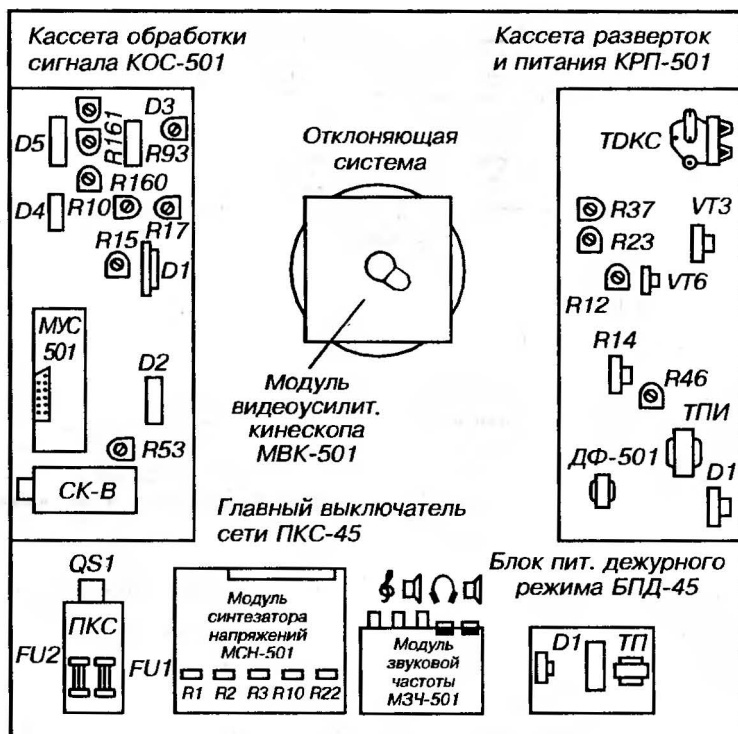 Кассета обработки
сигнала КОС-501
Кассета разверток
и питания КРП-501
D3
D5
R161
R93
R160
D4
R10
R17
R15
D1
МУС
501
D2
R53
СК-В
Отклоняющая
система
Модуль
видеоусилит.
кинескопа
МВК-501
TDKC
R37
VT3
R23
VT6
R12
R14
R46
ТПИ
ДФ-501
D1
Главный выключатель
сети ПКС-45
QS1
ПКС
FU2
FU1
Модуль
синтезатора
напряжений
МСН-501
R1 R2 R3 R10 R22
Модуль
звуковой
частоты
МЗЧ-501
Блок пит. дежурного
режима БПД-45
D1
ТП